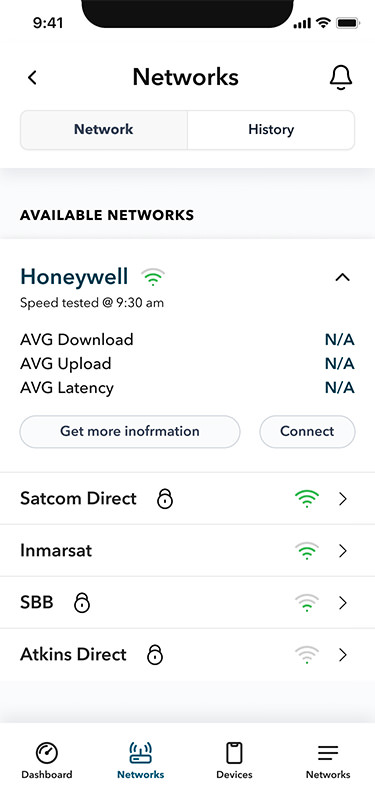 9:41
Networks
Network History
AVAILABLE NETWORKS
Honeywell
Speed tested @ 9:30 am
AVG Download N/A
AVG Upload N/A
AVG Latency N/A
Get more inofrmation Connect
Satcom Direct
Inmarsat
SBB
Atkins Direct
Dashboard Networks Devices Networks